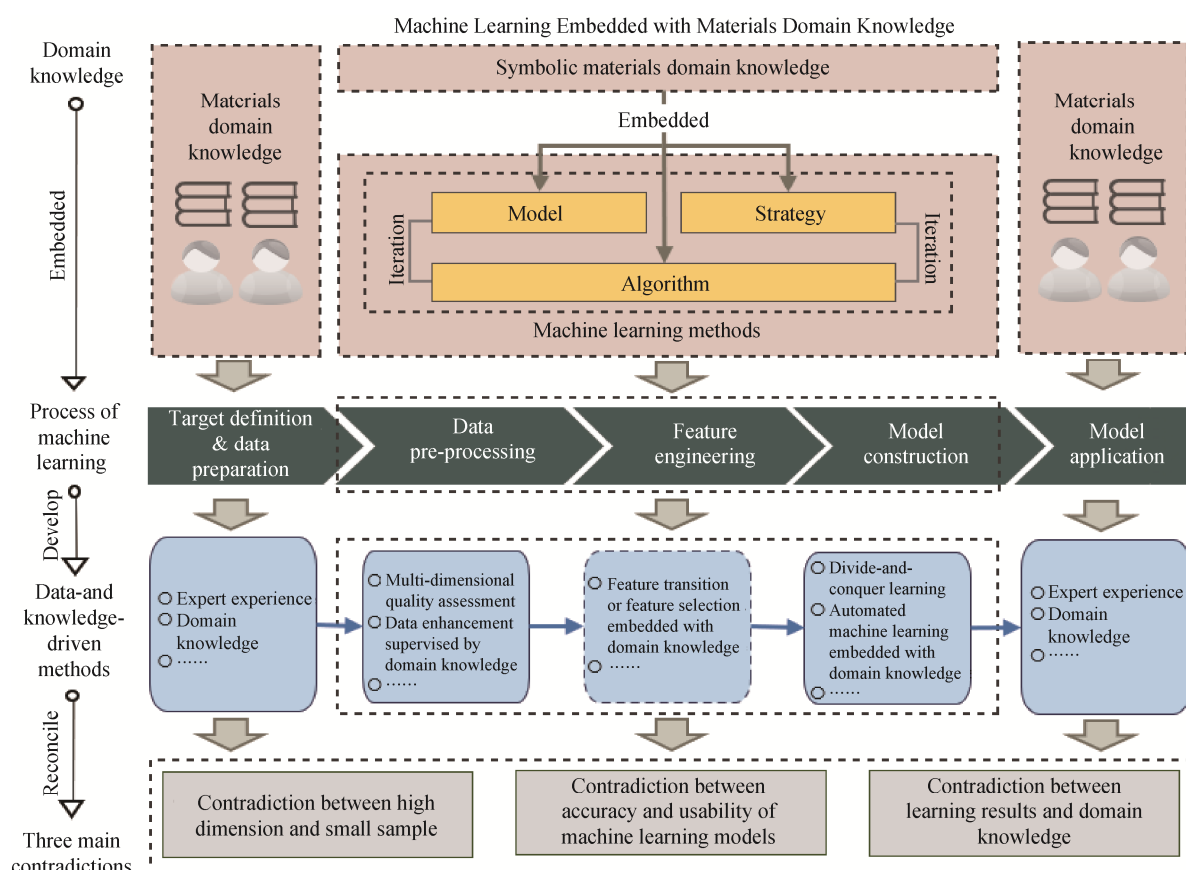 Machine Learning Embedded with Materials Domain Knowledge
Domain
knowledge
Embedded
Process of
machine
learning
Develop
Data-and
knowledge-
driven
methods
Reconcile
Three main
contradictions
Materials
domain
knowledge
Symbolic materials domain knowledge
Embedded
Model
Strategy
Iteration
Iteration
Algorithm
Machine learning methods
Materials
domain
knowledge
Target definition
& data
preparation
Data
pre-processing
Feature
engineering
Model
construction
Model
application
Expert experience
Domain
knowledge
······
Multi-dimensional
quality assessment
Data enhancement
supervised by
domain knowledge
······
Feature transition
or feature selection
embedded with
domain knowledge
······
Divide-and-
conquer learning
Automated
machine learning
embedded with
domain knowledge
······
Expert experience
Domain
knowledge
······
Contradiction between high
dimension and small sample
Contradiction between
accuracy and usability of
machine learning models
Contradiction between
learning results and domain
knowledge